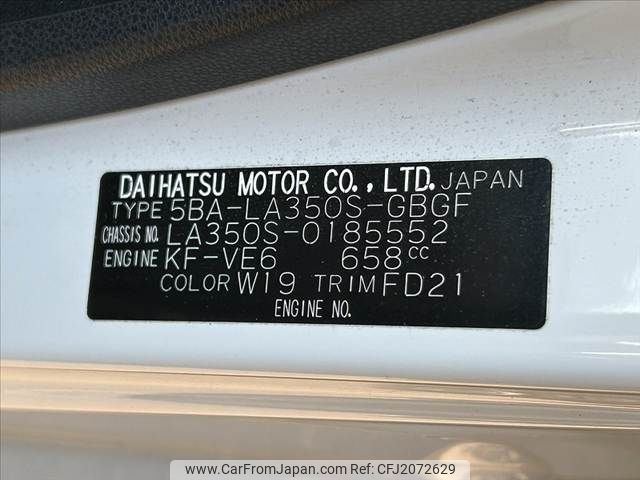 DAIHATSU MOTOR CO., LTD. JAPAN
TYPE 5BA-LA350S-GBGF
CHASSIS NO. LA350S-0185552
ENGINE KF-VE6 658cc
COLOR W19 TRIM FD21
ENGINE NO.
www.CarFromJapan.com | CFJ2072629